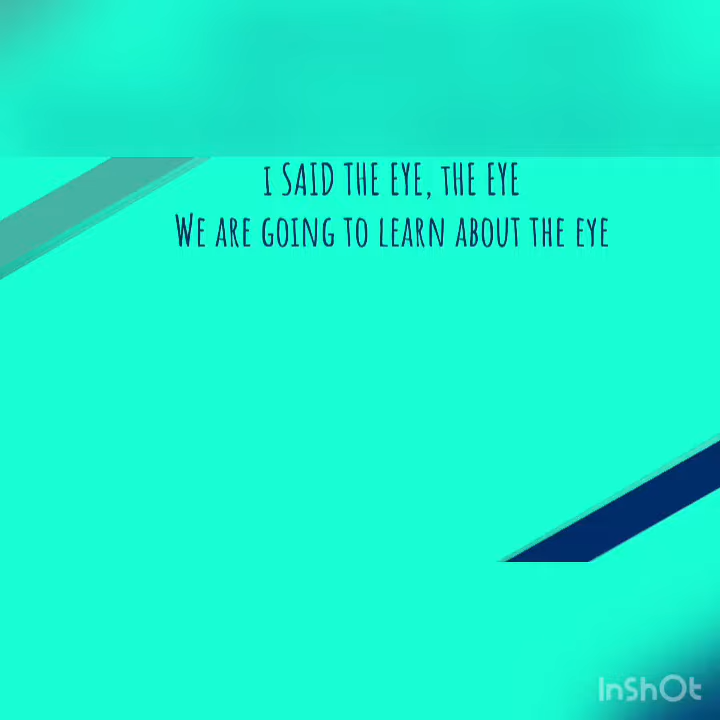 I SAID THE EYE, THE EYE
WE ARE GOING TO LEARN ABOUT THE EYE
InShOt